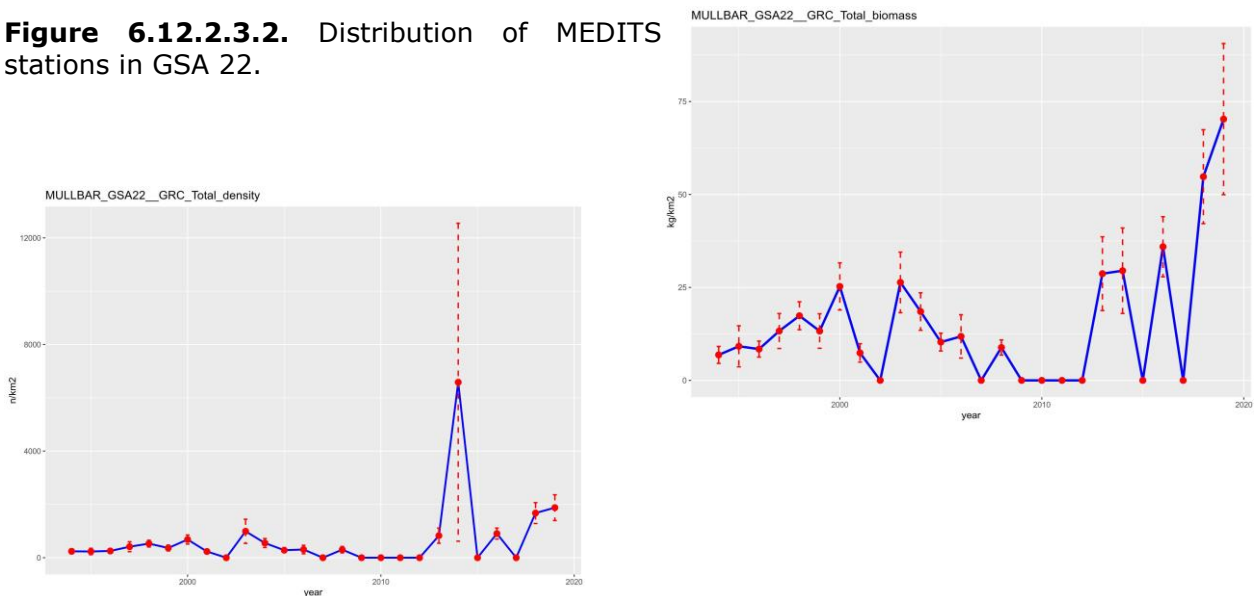 Figure 6.12.2.3.2. Distribution of MEDITS
stations in GSA 22.
MULLBAR_GSA22__GRC_Total_density
12000
8000
4000
0
n/km2
2000
2010
2020
year
MULLBAR_GSA22__GRC_Total_biomass
75
50
25
0
kg/km2
2000
2010
2020
year